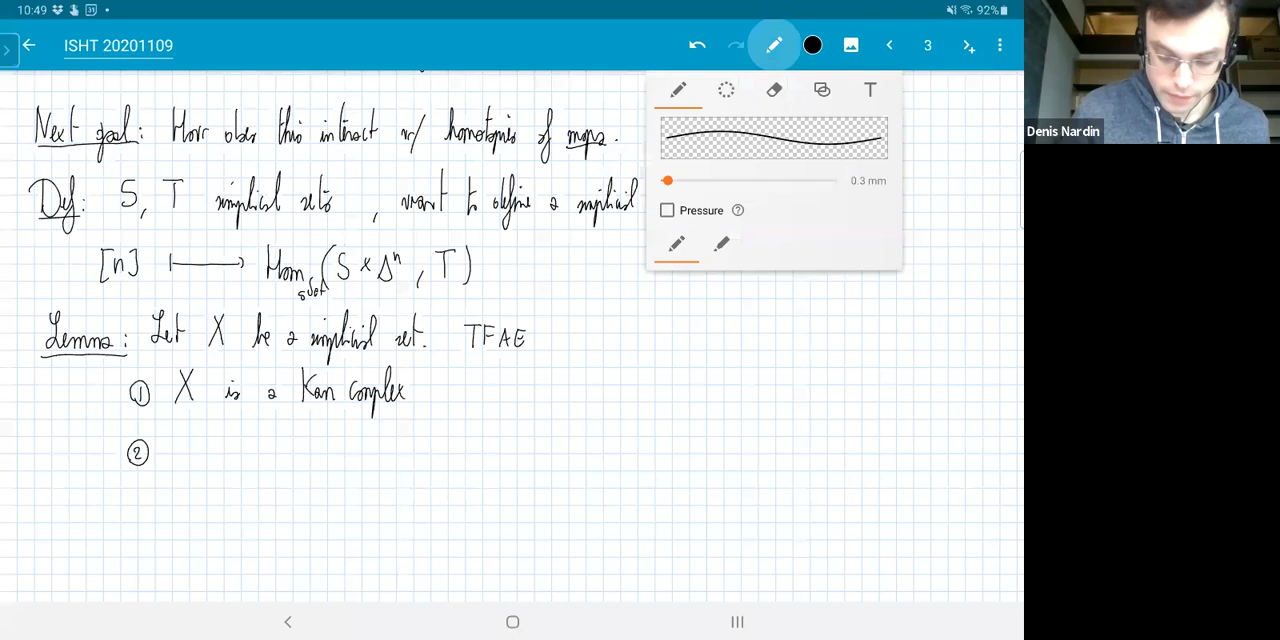 10:49 31 92%
ISHT 20201109 3
Next goal: How does this interact w/ homotopies of maps.
Def: S, T simplicial sets, want to define a simplicial
[n] ⟼ Hom_sSet (S × Δ^n, T)
Lemma: Let X be a simplicial set. TFAE
① X is a Kan complex
②
T
0.3 mm
Pressure ?
Denis Nardin